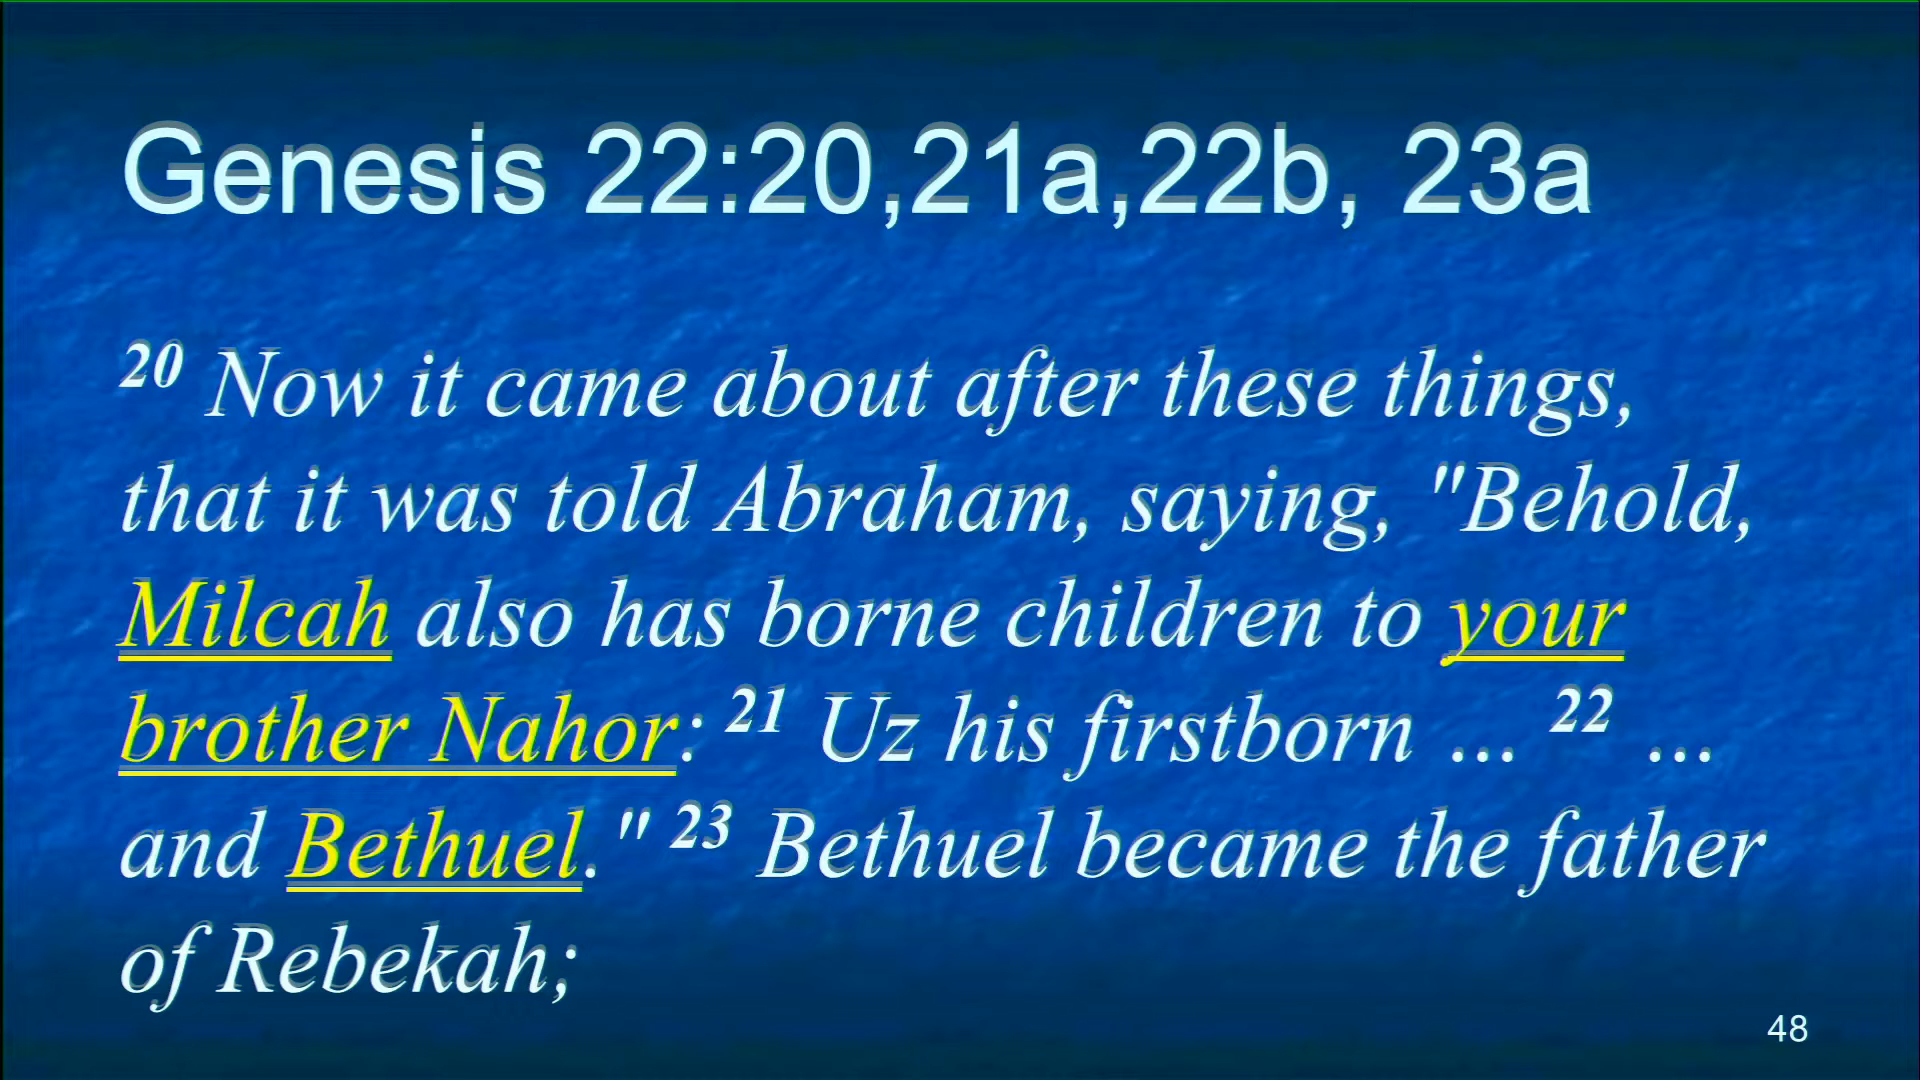 Genesis 22:20,21a,22b, 23a
20 Now it came about after these things,
that it was told Abraham, saying, "Behold,
Milcah also has borne children to your
brother Nahor: 21 Uz his firstborn ... 22 ...
and Bethuel." 23 Bethuel became the father
of Rebekah;
48